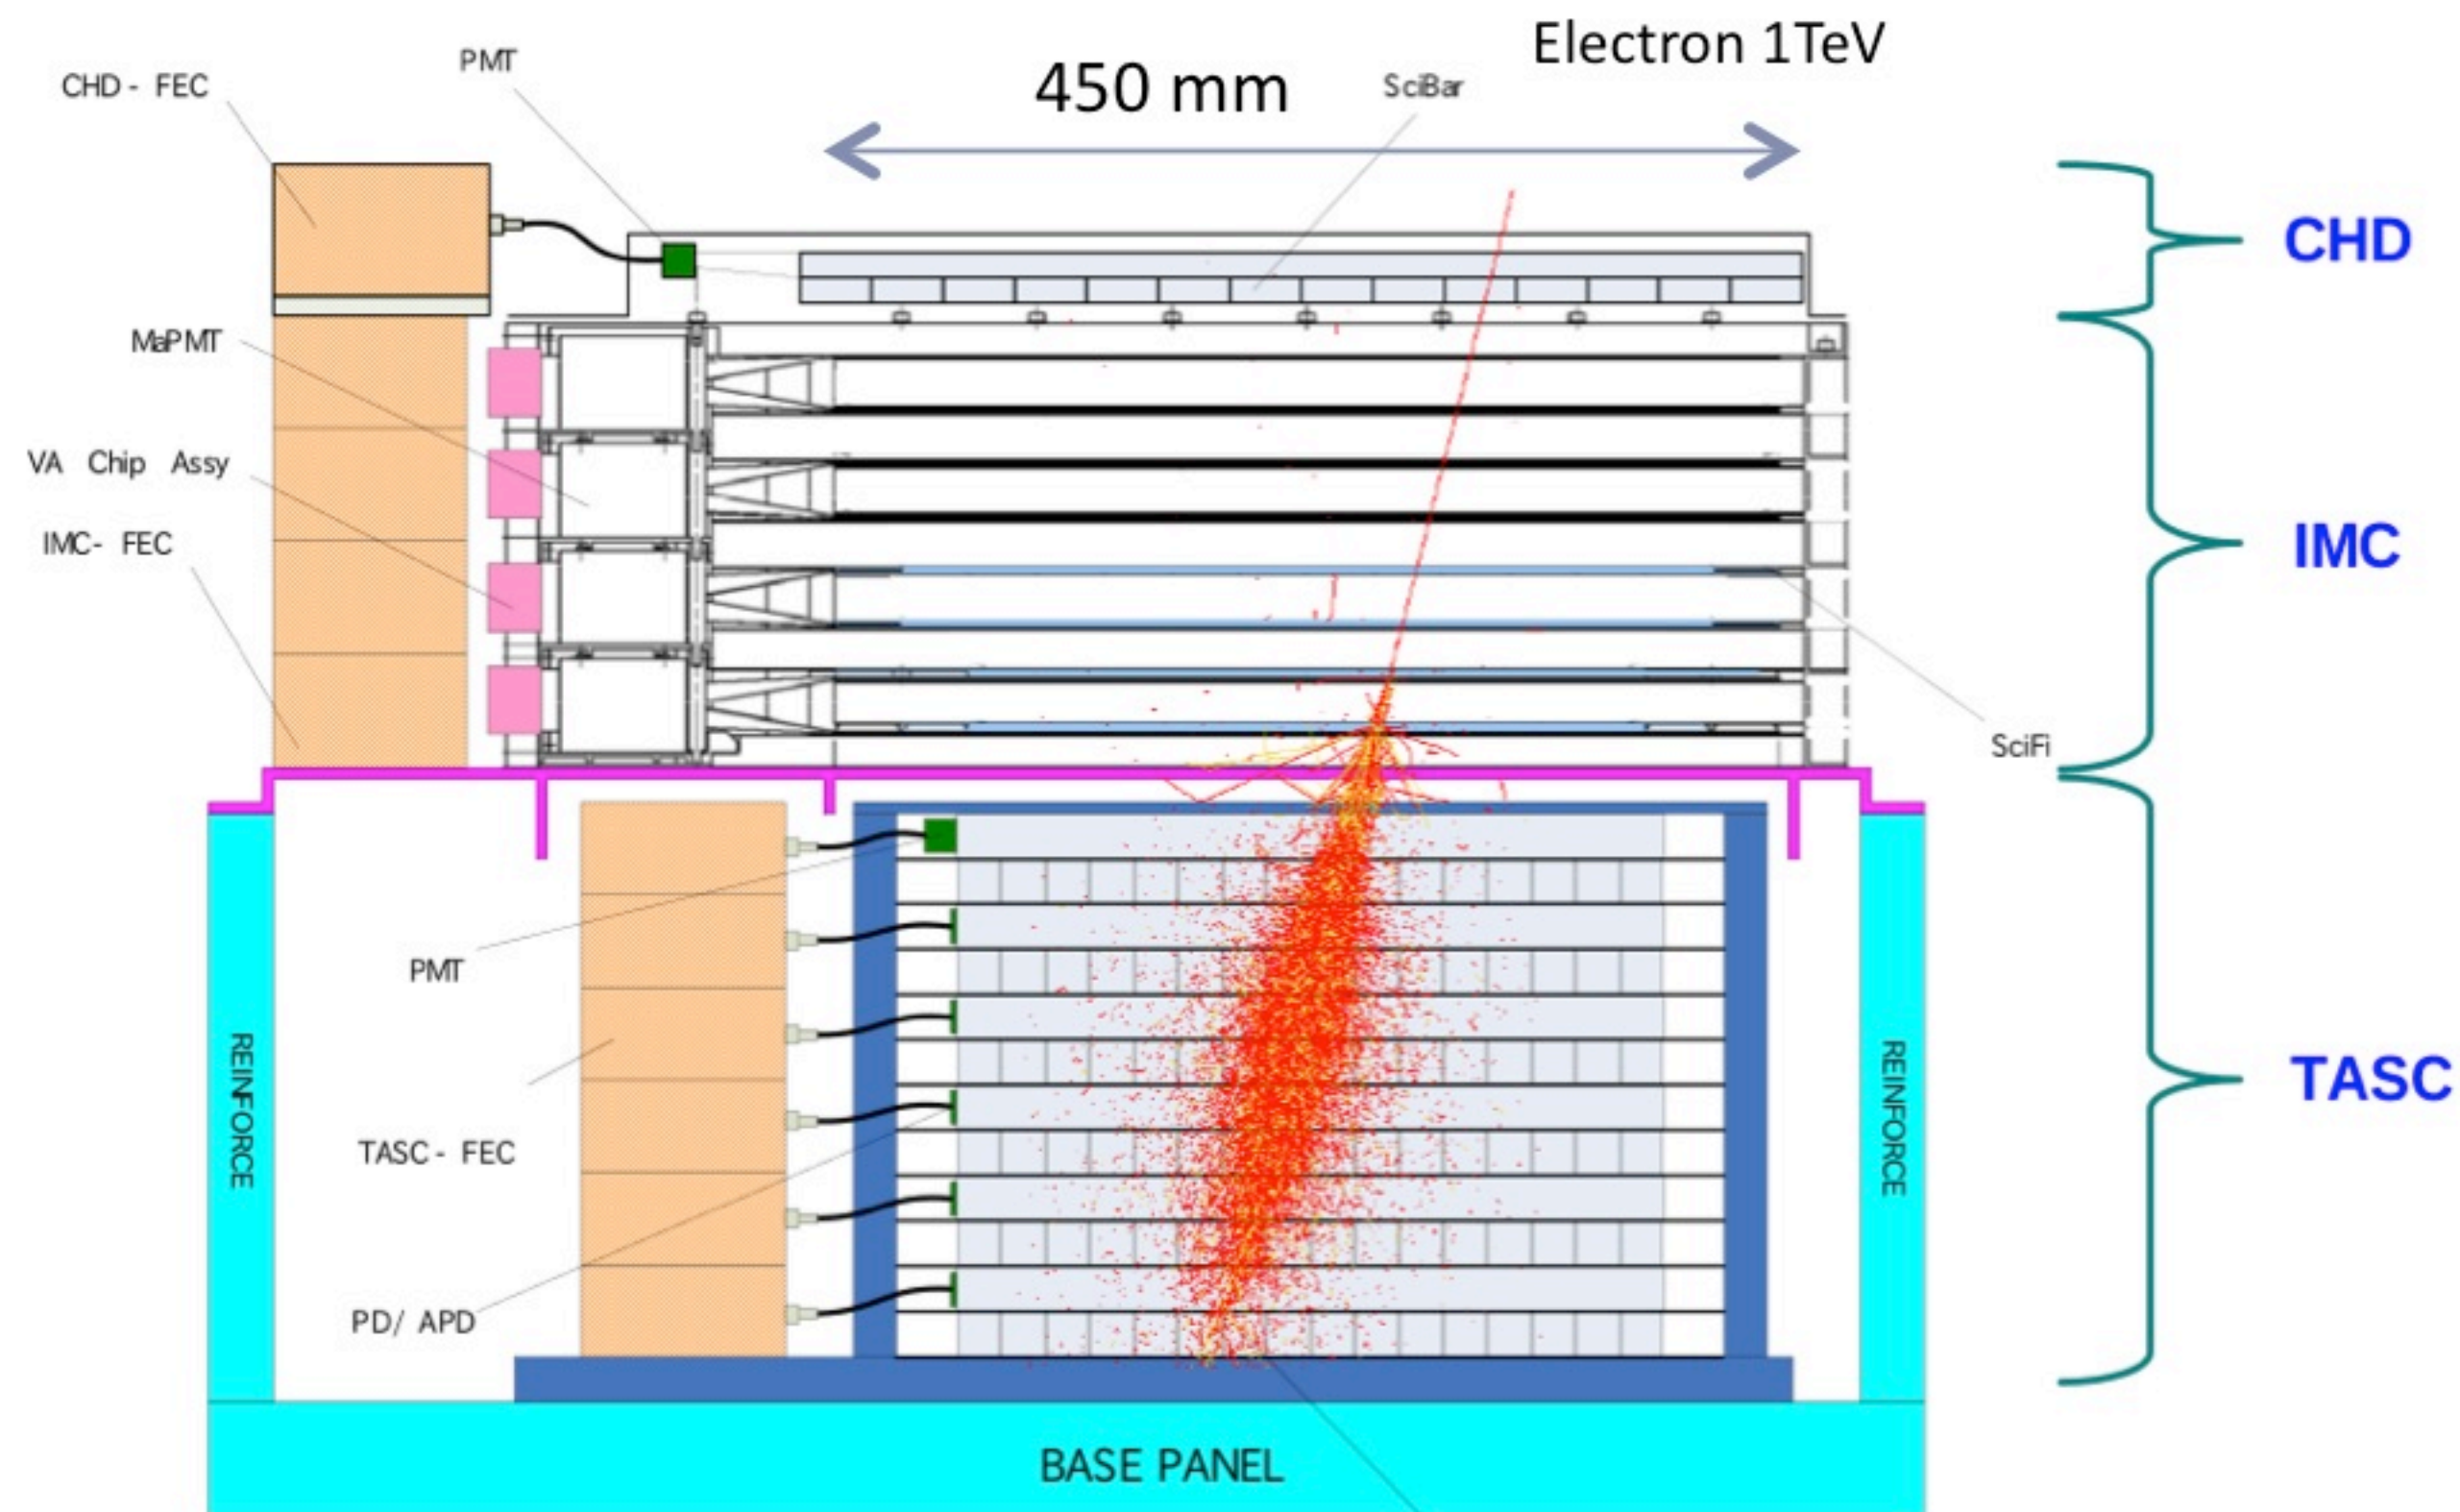 Electron 1TeV
PMT
450 mm
SciBar
CHD - FEC
CHD
MaPMT
VA Chip Assy
IMC- FEC
IMC
SciFi
PMT
REINFORCE
REINFORCE
TASC
TASC - FEC
PD/ APD
BASE PANEL